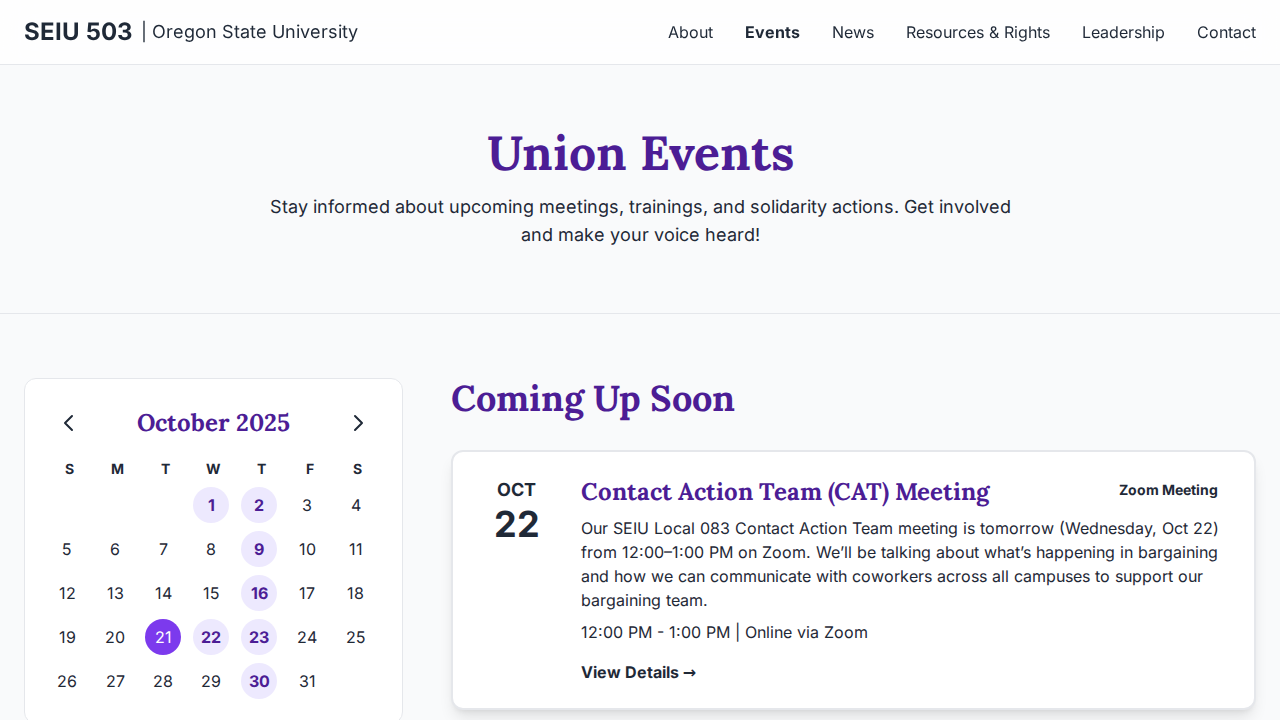 SEIU 503 | Oregon State University
About Events News Resources & Rights Leadership Contact
Union Events
Stay informed about upcoming meetings, trainings, and solidarity actions. Get involved
and make your voice heard!
October 2025
S M T W T F S
1 2 3 4
5 6 7 8 9 10 11
12 13 14 15 16 17 18
19 20 21 22 23 24 25
26 27 28 29 30 31
Coming Up Soon
OCT
22
Contact Action Team (CAT) Meeting
Zoom Meeting
Our SEIU Local 083 Contact Action Team meeting is tomorrow (Wednesday, Oct 22)
from 12:00–1:00 PM on Zoom. We’ll be talking about what’s happening in bargaining
and how we can communicate with coworkers across all campuses to support our
bargaining team.
12:00 PM - 1:00 PM | Online via Zoom
View Details →